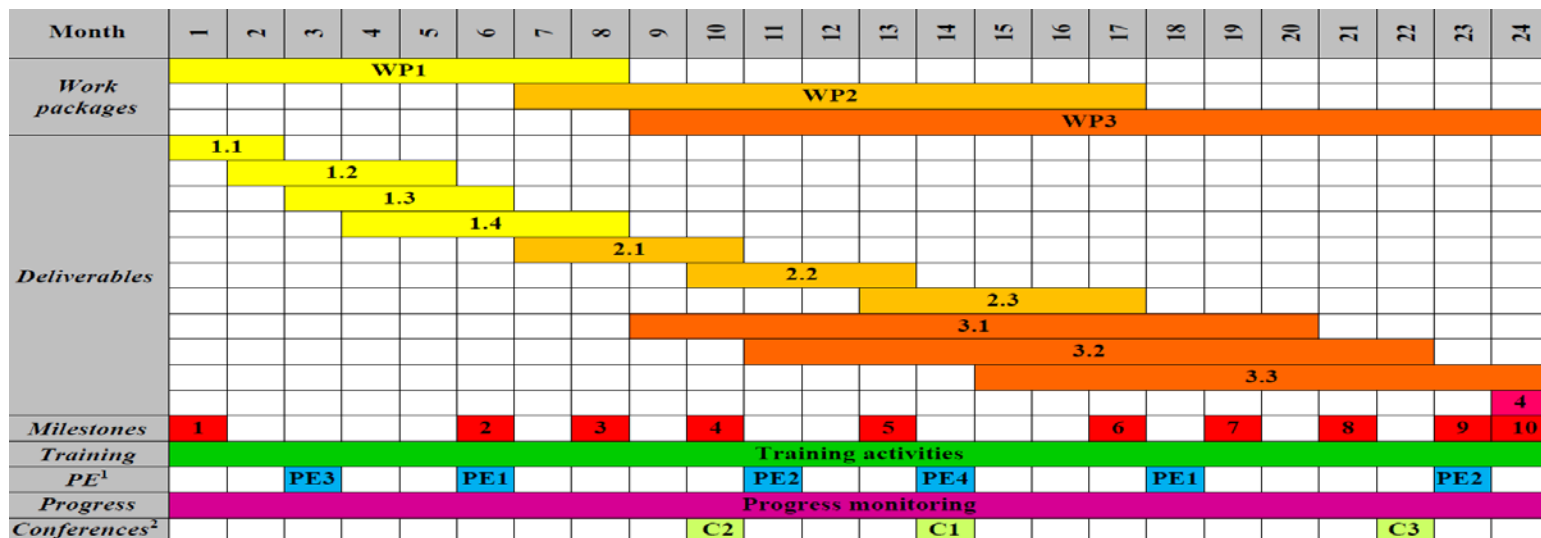 Month 1 2 3 4 5 6 7 8 9 10 11 12 13 14 15 16 17 18 19 20 21 22 23 24
Work
packages
WP1
WP2
WP3
Deliverables
1.1
1.2
1.3
1.4
2.1
2.2
2.3
3.1
3.2
3.3
4
Milestones 1 2 3 4 5 6 7 8 9 10
Training Training activities
PE¹ PE3 PE1 PE2 PE4 PE1 PE2
Progress Progress monitoring
Conferences² C2 C1 C3